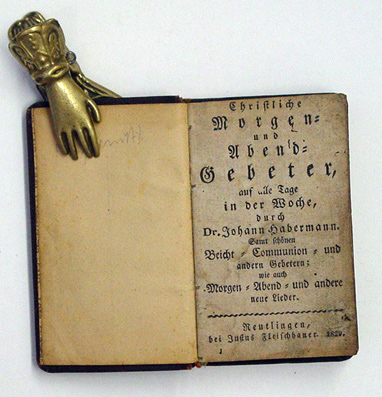 Christliche
Morgen-
und
Abend-
Gebeter,
auf alle Tage
in der Woche,
durch
Dr. Johann Habermann.
Samt schönen
Beicht- Communion- und
andern Gebetern:
wie auch
Morgen- Abend- und andere
neue Lieder.
Reutlingen,
bei Justus Fleischhauer.